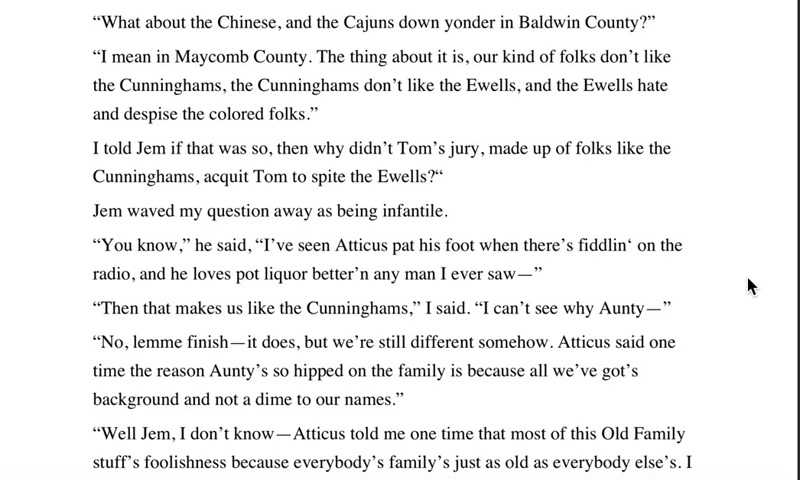 “What about the Chinese, and the Cajuns down yonder in Baldwin County?”
“I mean in Maycomb County. The thing about it is, our kind of folks don’t like
the Cunninghams, the Cunninghams don’t like the Ewells, and the Ewells hate
and despise the colored folks.”
I told Jem if that was so, then why didn’t Tom’s jury, made up of folks like the
Cunninghams, acquit Tom to spite the Ewells?“
Jem waved my question away as being infantile.
“You know,” he said, “I’ve seen Atticus pat his foot when there’s fiddlin‘ on the
radio, and he loves pot liquor better’n any man I ever saw—”
“Then that makes us like the Cunninghams,” I said. “I can’t see why Aunty—”
“No, lemme finish—it does, but we’re still different somehow. Atticus said one
time the reason Aunty’s so hipped on the family is because all we’ve got’s
background and not a dime to our names.”
“Well Jem, I don’t know—Atticus told me one time that most of this Old Family
stuff’s foolishness because everybody’s family’s just as old as everybody else’s. I